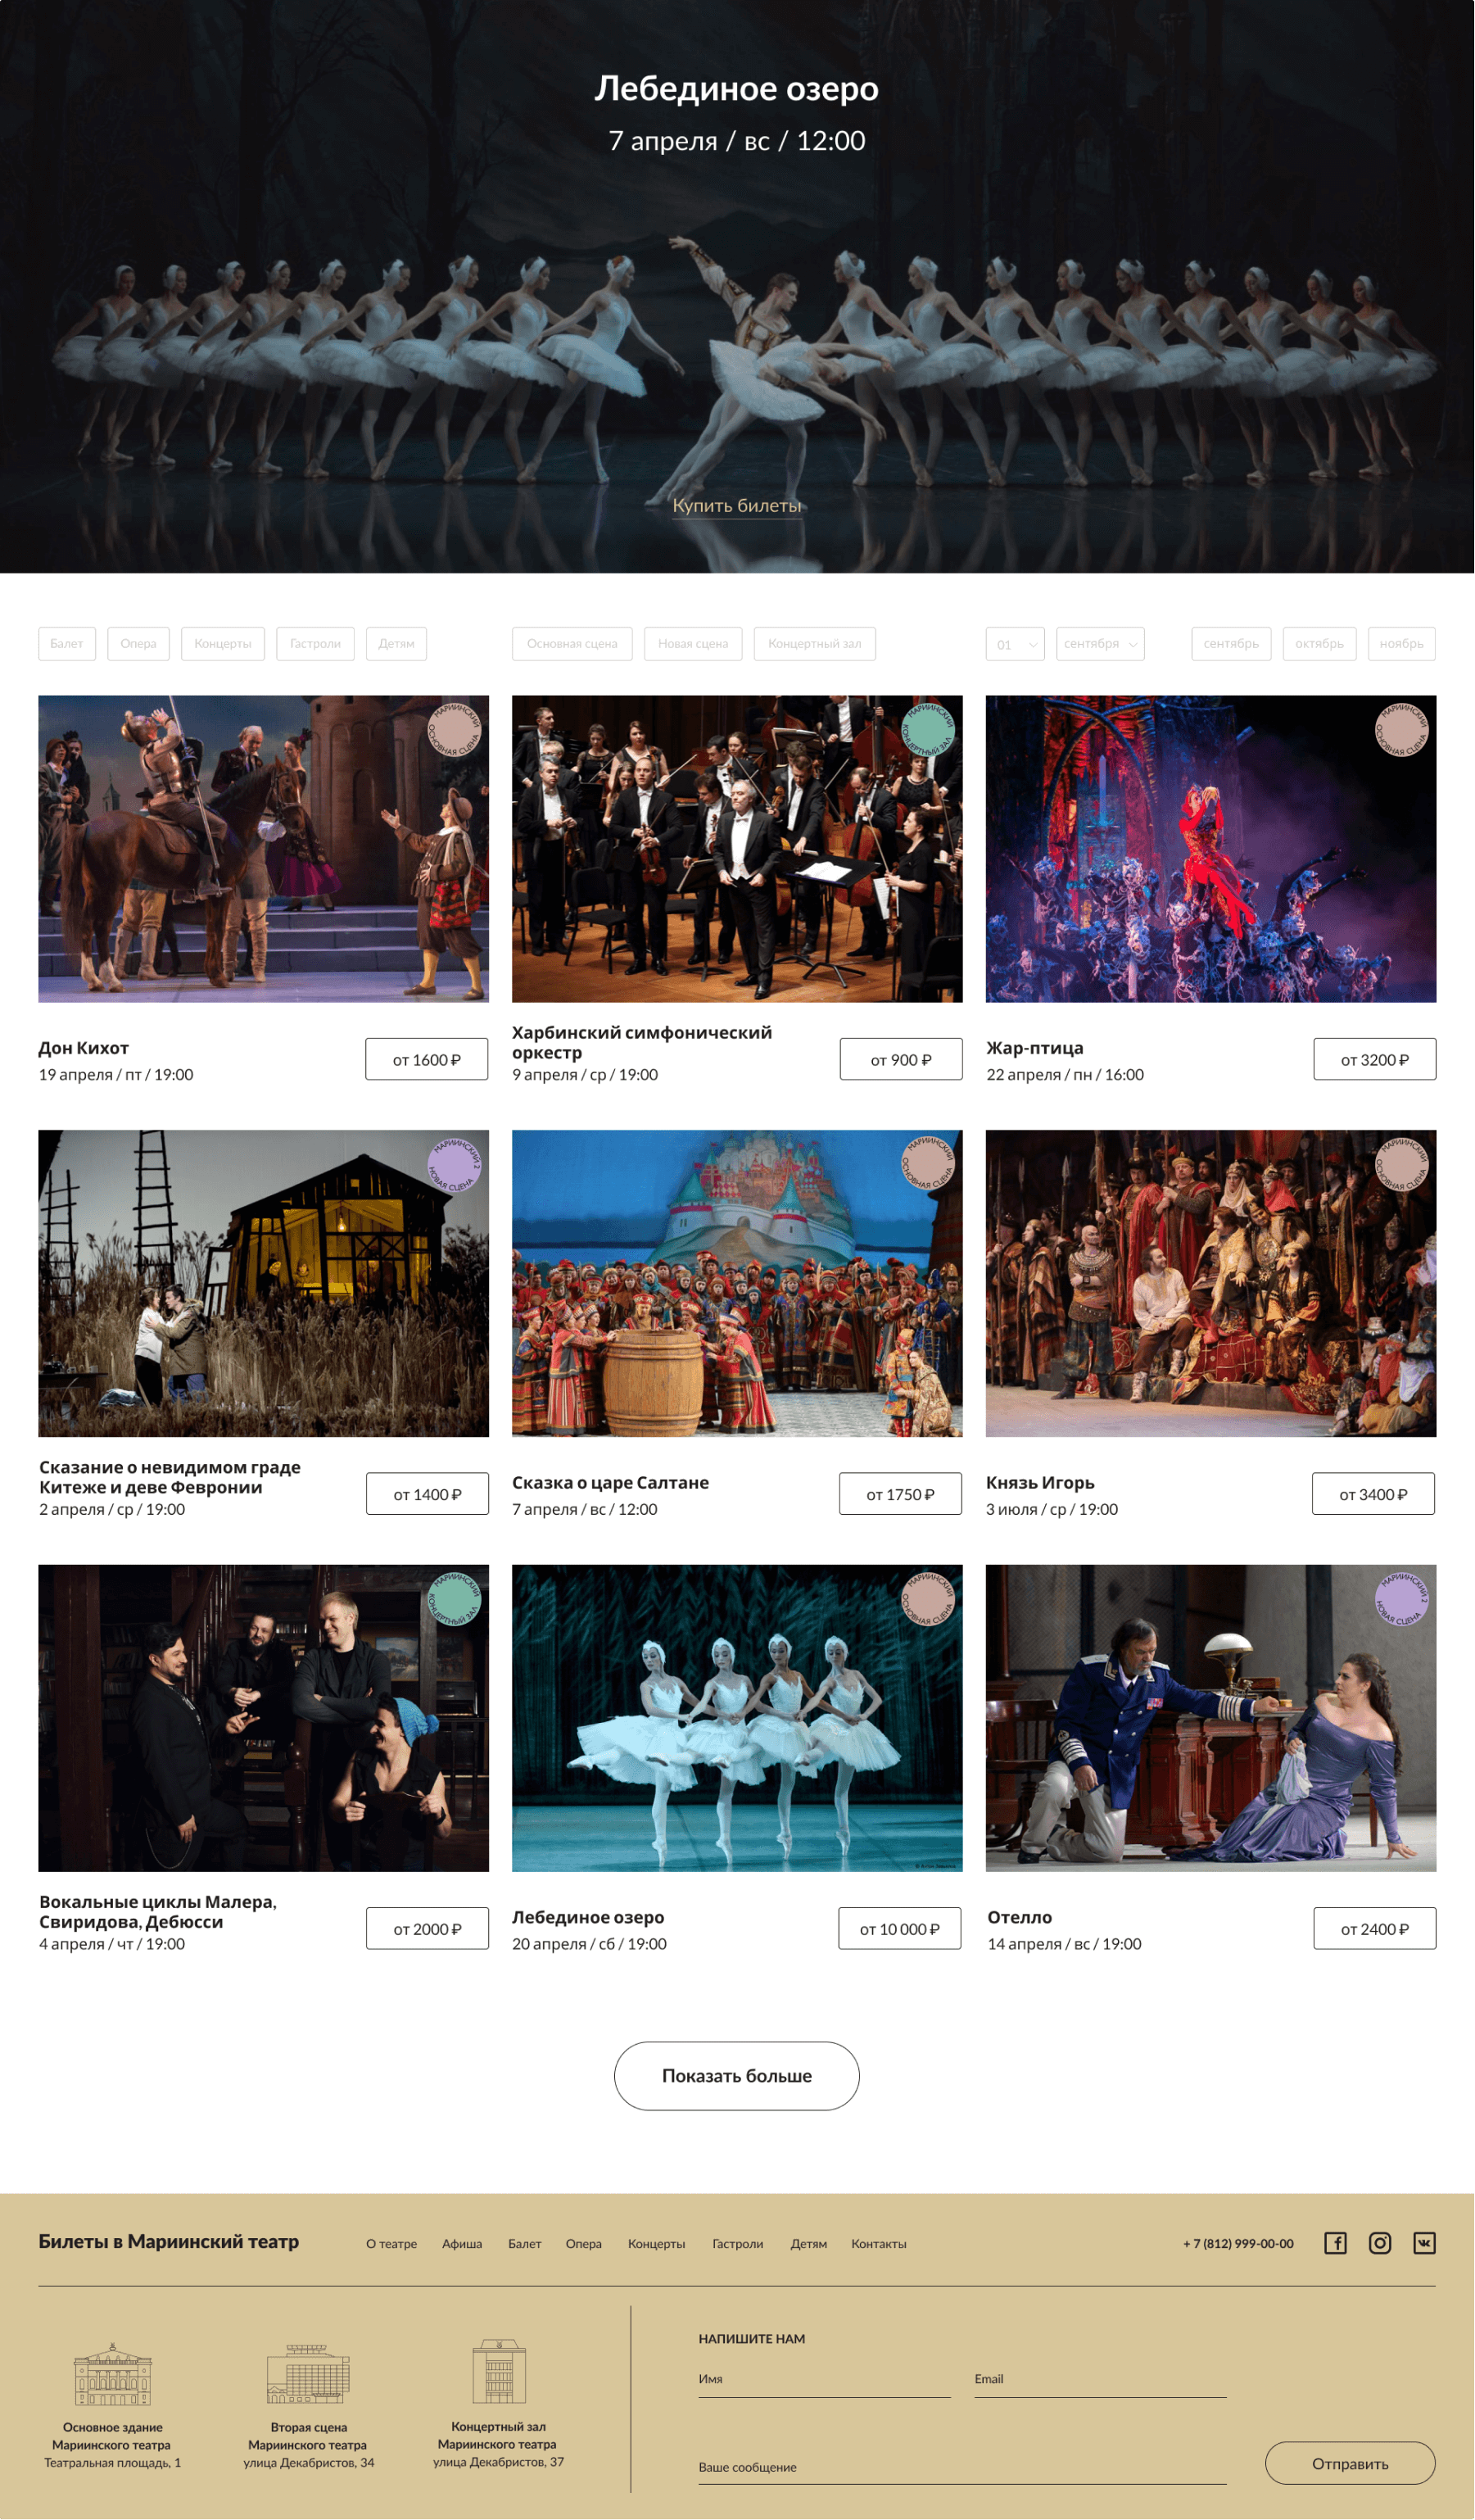 Лебединое озеро
7 апреля / вс / 12:00
Купить билеты
Балет
Опера
Концерты
Гастроли
Детям
Основная сцена
Новая сцена
Концертный зал
01
сентября
сентябрь
октябрь
ноябрь
МАРИИНСКИЙ
ОСНОВНАЯ СЦЕНА
МАРИИНСКИЙ
КОНЦЕРТНЫЙ ЗАЛ
МАРИИНСКИЙ
ОСНОВНАЯ СЦЕНА
Дон Кихот
19 апреля / пт / 19:00
от 1600 ₽
Харбинский симфонический
оркестр
9 апреля / ср / 19:00
от 900 ₽
Жар-птица
22 апреля / пн / 16:00
от 3200 ₽
МАРИИНСКИЙ 2
НОВАЯ СЦЕНА
МАРИИНСКИЙ
ОСНОВНАЯ СЦЕНА
МАРИИНСКИЙ
ОСНОВНАЯ СЦЕНА
Сказание о невидимом граде
Китеже и деве Февронии
2 апреля / ср / 19:00
от 1400 ₽
Сказка о царе Салтане
7 апреля / вс / 12:00
от 1750 ₽
Князь Игорь
3 июля / ср / 19:00
от 3400 ₽
МАРИИНСКИЙ
КОНЦЕРТНЫЙ ЗАЛ
МАРИИНСКИЙ
ОСНОВНАЯ СЦЕНА
МАРИИНСКИЙ 2
НОВАЯ СЦЕНА
Вокальные циклы Малера,
Свиридова, Дебюсси
4 апреля / чт / 19:00
от 2000 ₽
Лебединое озеро
20 апреля / сб / 19:00
от 10 000 ₽
Отелло
14 апреля / вс / 19:00
от 2400 ₽
Показать больше
Билеты в Мариинский театр
О театре
Афиша
Балет
Опера
Концерты
Гастроли
Детям
Контакты
+ 7 (812) 999-00-00
Основное здание
Мариинского театра
Театральная площадь, 1
Вторая сцена
Мариинского театра
улица Декабристов, 34
Концертный зал
Мариинского театра
улица Декабристов, 37
НАПИШИТЕ НАМ
Имя
Email
Ваше сообщение
Отправить